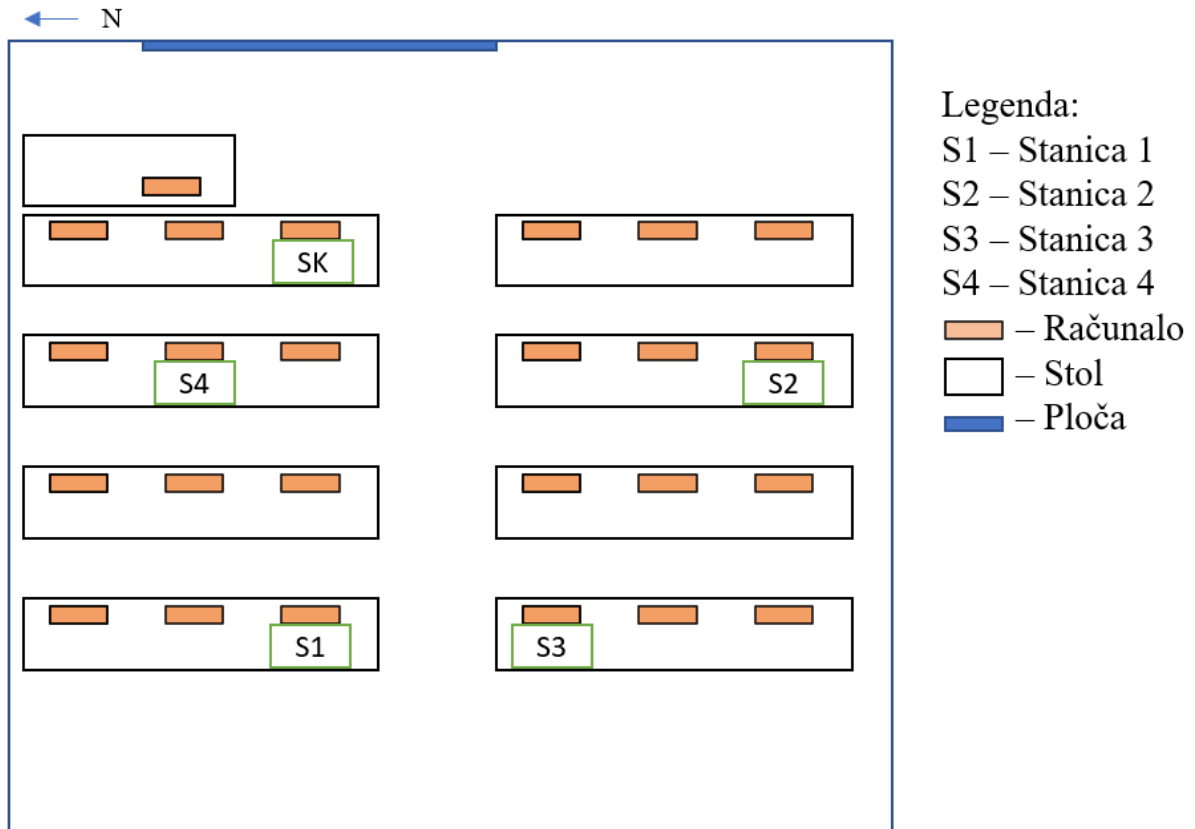 N
Legenda:
S1 – Stanica 1
S2 – Stanica 2
S3 – Stanica 3
S4 – Stanica 4
– Računalo
– Stol
– Ploča
SK
S4
S2
S1
S3